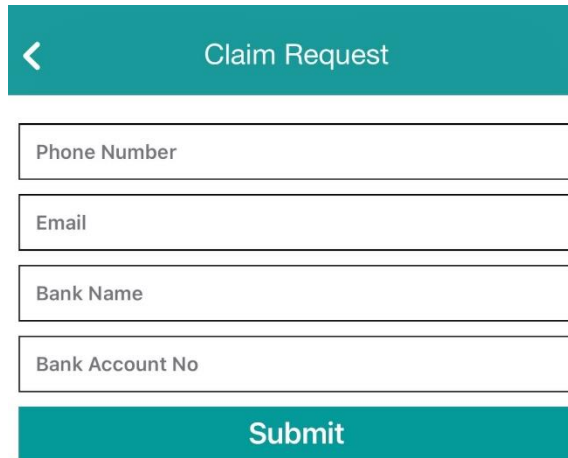 Claim Request
Phone Number
Email
Bank Name
Bank Account No
Submit